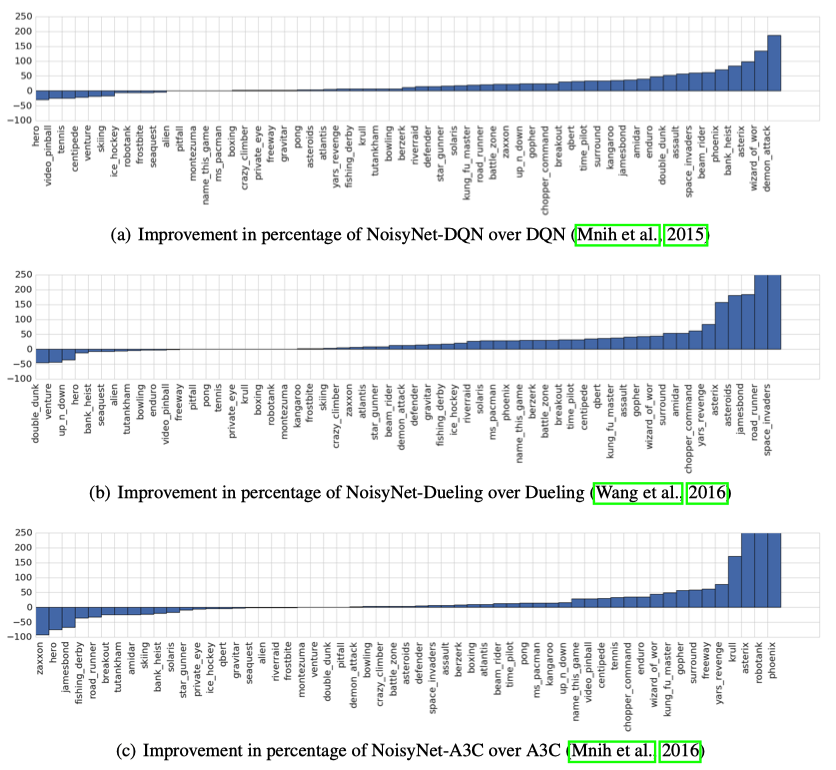 250
200
150
100
50
0
−50
−100
hero
video_pinball
tennis
centipede
venture
skiing
ice_hockey
robotank
frostbite
seaquest
alien
pitfall
montezuma
name_this_game
ms_pacman
boxing
crazy_climber
private_eye
freeway
gravitar
pong
asteroids
atlantis
yars_revenge
fishing_derby
krull
tutankham
bowling
berzerk
riverraid
defender
star_gunner
solaris
kung_fu_master
road_runner
battle_zone
zaxxon
up_n_down
gopher
chopper_command
breakout
qbert
time_pilot
surround
kangaroo
jamesbond
amidar
enduro
double_dunk
assault
space_invaders
beam_rider
phoenix
bank_heist
asterix
wizard_of_wor
demon_attack
(a) Improvement in percentage of NoisyNet-DQN over DQN (Mnih et al., 2015)
250
200
150
100
50
0
−50
−100
double_dunk
venture
up_n_down
hero
bank_heist
seaquest
alien
tutankham
bowling
enduro
video_pinball
freeway
pitfall
pong
tennis
private_eye
krull
boxing
robotank
montezuma
kangaroo
frostbite
skiing
crazy_climber
zaxxon
atlantis
star_gunner
beam_rider
demon_attack
defender
gravitar
fishing_derby
ice_hockey
riverraid
solaris
ms_pacman
phoenix
name_this_game
berzerk
battle_zone
breakout
time_pilot
centipede
qbert
kung_fu_master
assault
gopher
wizard_of_wor
surround
amidar
chopper_command
yars_revenge
asterix
asteroids
jamesbond
road_runner
space_invaders
(b) Improvement in percentage of NoisyNet-Dueling over Dueling (Wang et al., 2016)
250
200
150
100
50
0
−50
−100
zaxxon
hero
jamesbond
fishing_derby
road_runner
breakout
tutankham
amidar
skiing
bank_heist
solaris
star_gunner
private_eye
ice_hockey
qbert
gravitar
seaquest
alien
riverraid
frostbite
montezuma
venture
double_dunk
pitfall
demon_attack
bowling
crazy_climber
battle_zone
asteroids
defender
space_invaders
assault
berzerk
boxing
atlantis
beam_rider
time_pilot
pong
ms_pacman
kangaroo
up_n_down
name_this_game
video_pinball
centipede
tennis
chopper_command
enduro
wizard_of_wor
kung_fu_master
gopher
surround
freeway
yars_revenge
krull
asterix
robotank
phoenix
(c) Improvement in percentage of NoisyNet-A3C over A3C (Mnih et al., 2016)